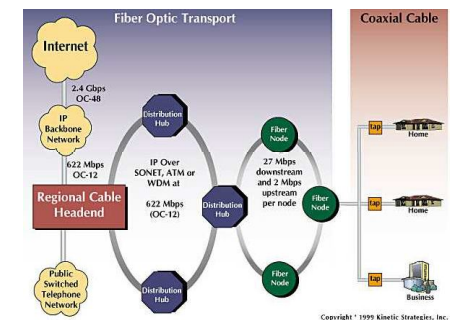 Fiber Optic Transport
Coaxial Cable
Internet
2.4 Gbps
OC-48
IP
Backbone
Network
622 Mbps
OC-12
Regional Cable
Headend
Public
Switched
Telephone
Network
Distribution
Hub
IP Over
SONET, ATM or
WDM at
622 Mbps
(OC-12)
Distribution
Hub
Distribution
Hub
Fiber
Node
27 Mbps
downstream
and 2 Mbps
upstream
per node
Fiber
Node
Fiber
Node
tap
Home
tap
Home
tap
Business
Copyright * 1999 Kinetic Strategies, Inc.